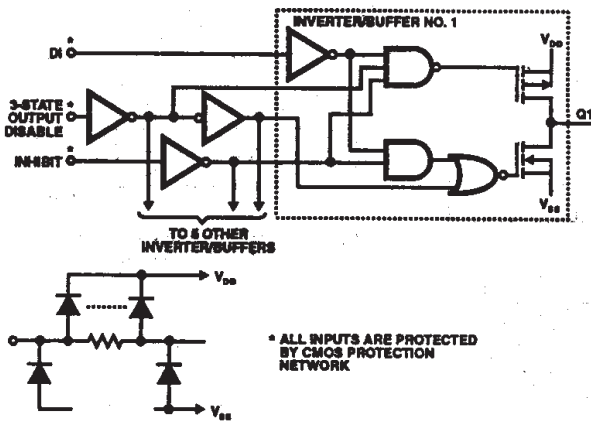 INVERTER/BUFFER NO. 1
DI *
VDD
3-STATE *
OUTPUT
DISABLE
Q1
INHIBIT *
VSS
TO 5 OTHER
INVERTER/BUFFERS
VDD
* ALL INPUTS ARE PROTECTED
BY CMOS PROTECTION
NETWORK
VSS